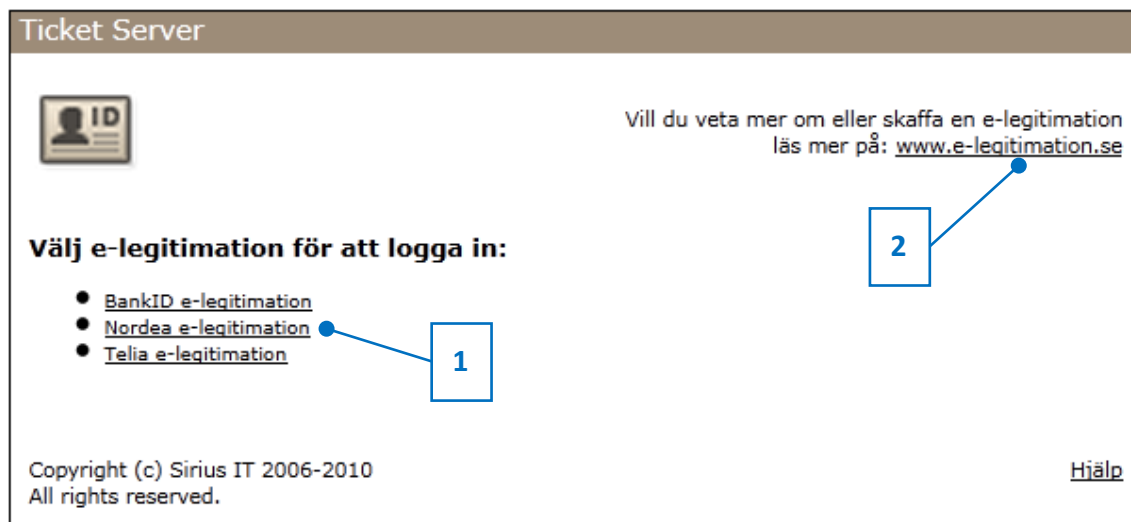 Ticket Server
ID
Vill du veta mer om eller skaffa en e-legitimation
läs mer på: www.e-legitimation.se
2
Välj e-legitimation för att logga in:
BankID e-legitimation
Nordea e-legitimation
Telia e-legitimation
1
Copyright (c) Sirius IT 2006-2010
All rights reserved.
Hjälp